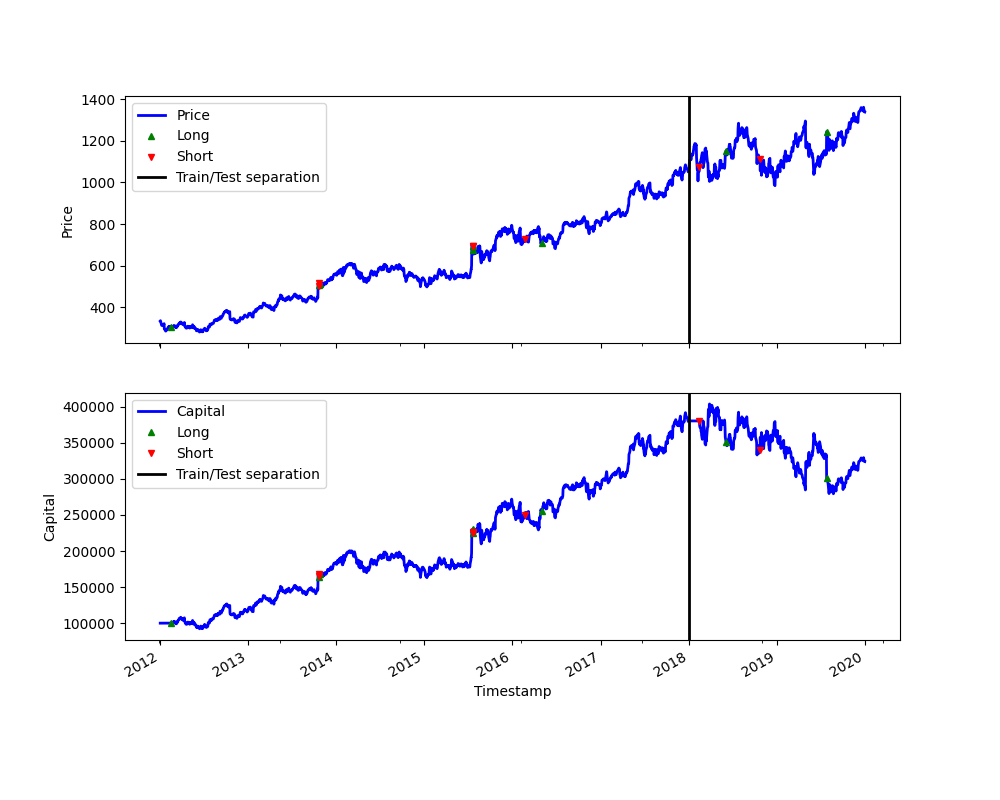 1400
1200
1000
800
600
400
Price
Price
Long
Short
Train/Test separation
400000
350000
300000
250000
200000
150000
100000
Capital
Capital
Long
Short
Train/Test separation
2012 2013 2014 2015 2016 2017 2018 2019 2020
Timestamp